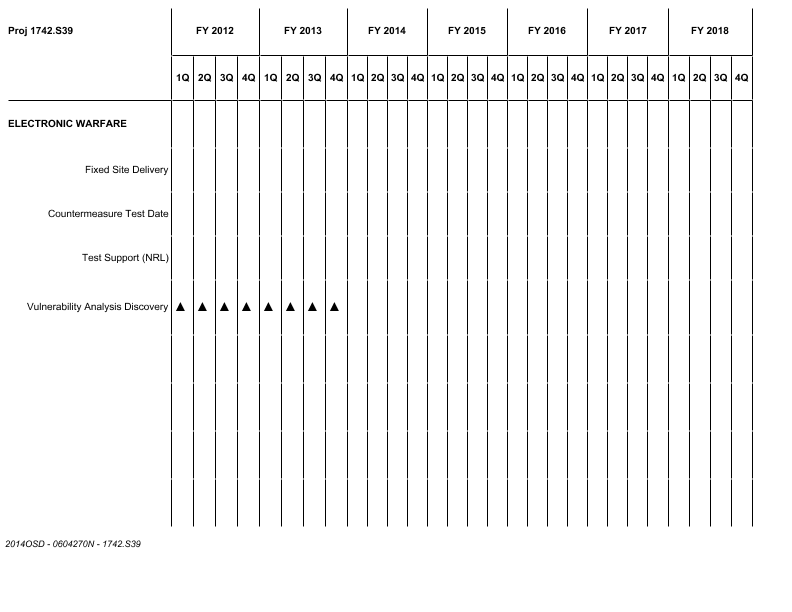 Proj 1742.S39 FY 2012 FY 2013 FY 2014 FY 2015 FY 2016 FY 2017 FY 2018
1Q 2Q 3Q 4Q 1Q 2Q 3Q 4Q 1Q 2Q 3Q 4Q 1Q 2Q 3Q 4Q 1Q 2Q 3Q 4Q 1Q 2Q 3Q 4Q 1Q 2Q 3Q 4Q
ELECTRONIC WARFARE
Fixed Site Delivery
Countermeasure Test Date
Test Support (NRL)
Vulnerability Analysis Discovery ▲ ▲ ▲ ▲ ▲ ▲ ▲ ▲
2014OSD - 0604270N - 1742.S39